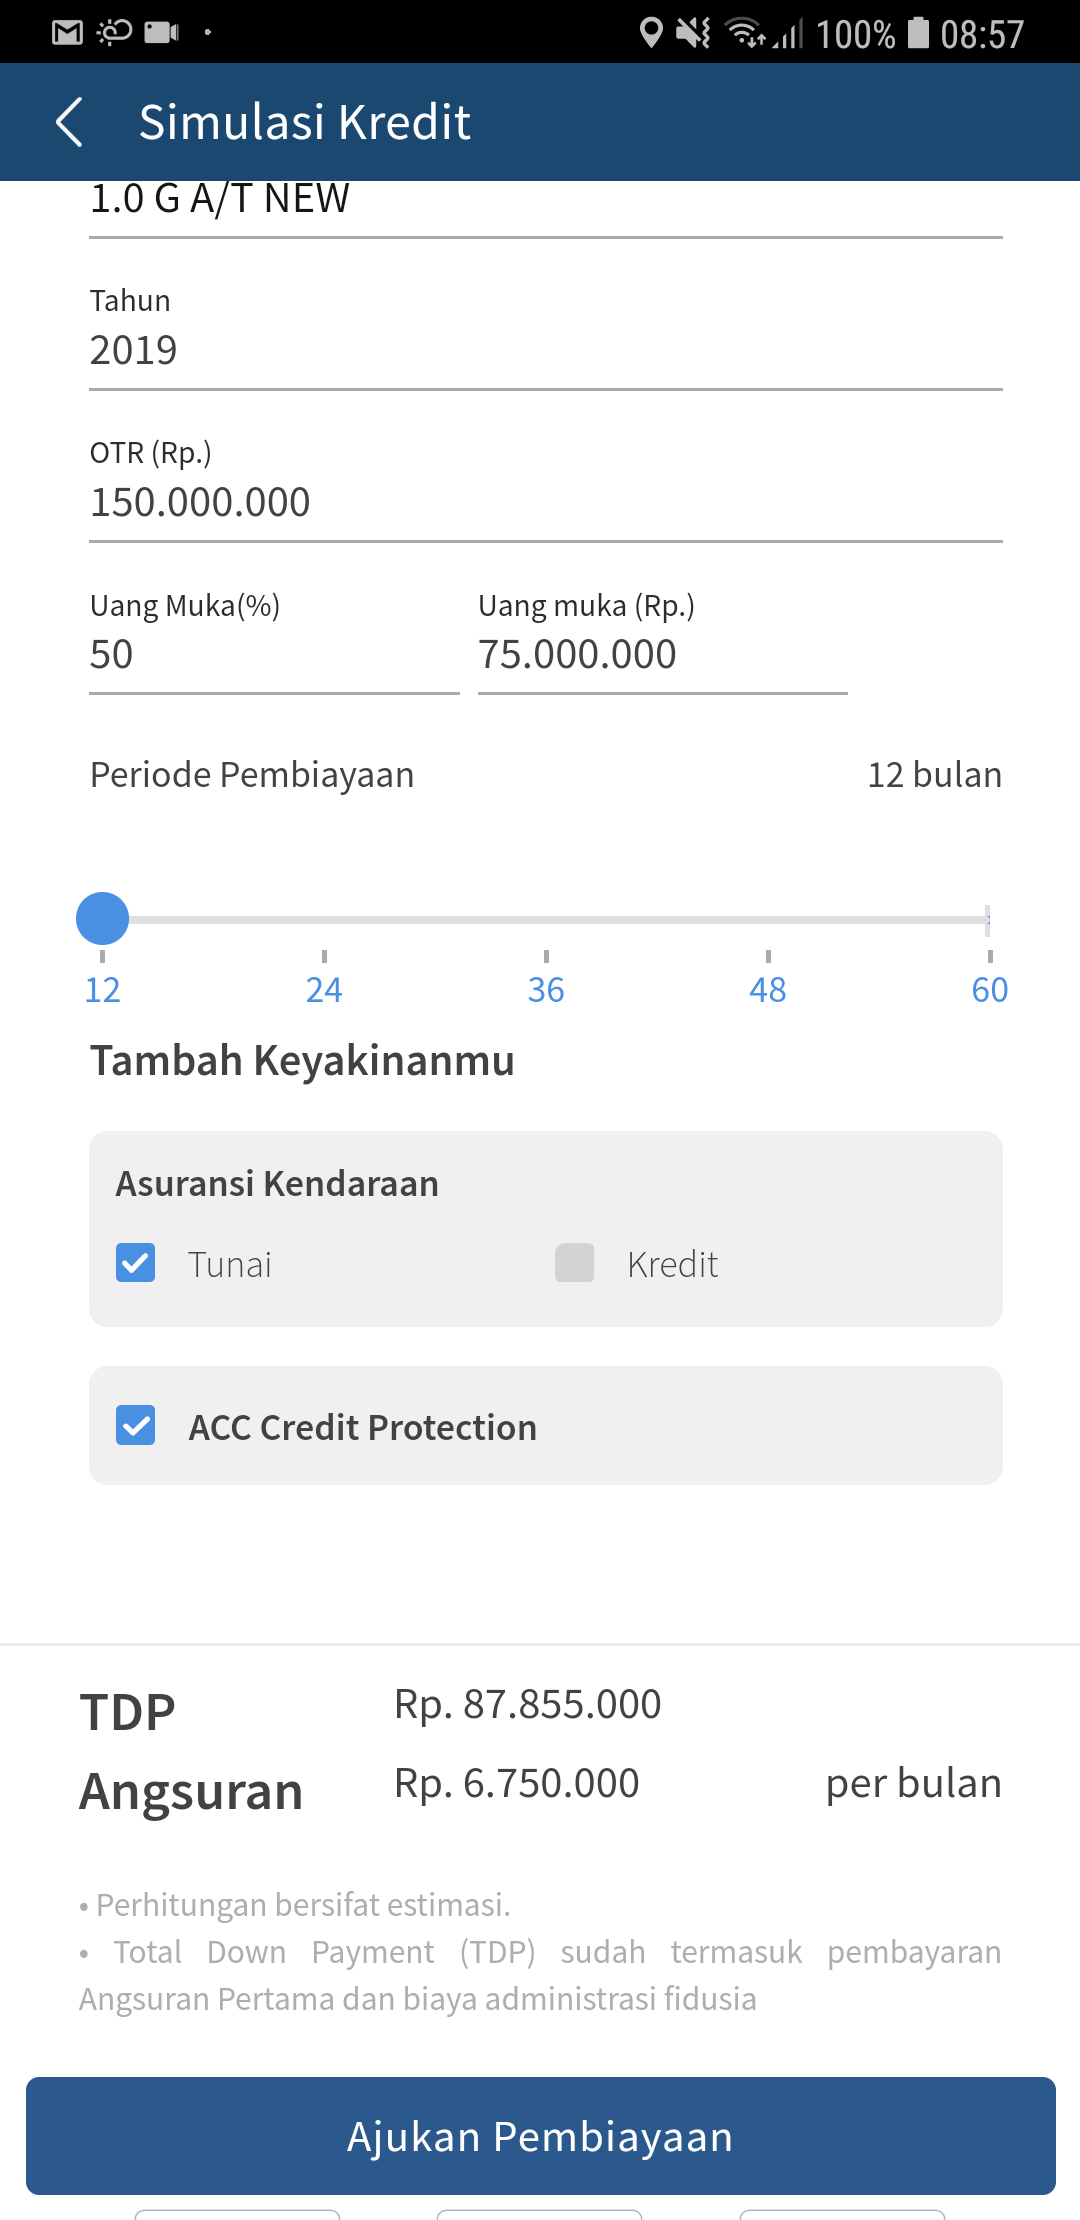 100% 08:57
Simulasi Kredit
1.0 G A/T NEW
Tahun
2019
OTR (Rp.)
150.000.000
Uang Muka(%) Uang muka (Rp.)
50 75.000.000
Periode Pembiayaan 12 bulan
12 24 36 48 60
Tambah Keyakinanmu
Asuransi Kendaraan
Tunai Kredit
ACC Credit Protection
TDP Rp. 87.855.000
Angsuran Rp. 6.750.000 per bulan
• Perhitungan bersifat estimasi.
• Total Down Payment (TDP) sudah termasuk pembayaran
Angsuran Pertama dan biaya administrasi fidusia
Ajukan Pembiayaan